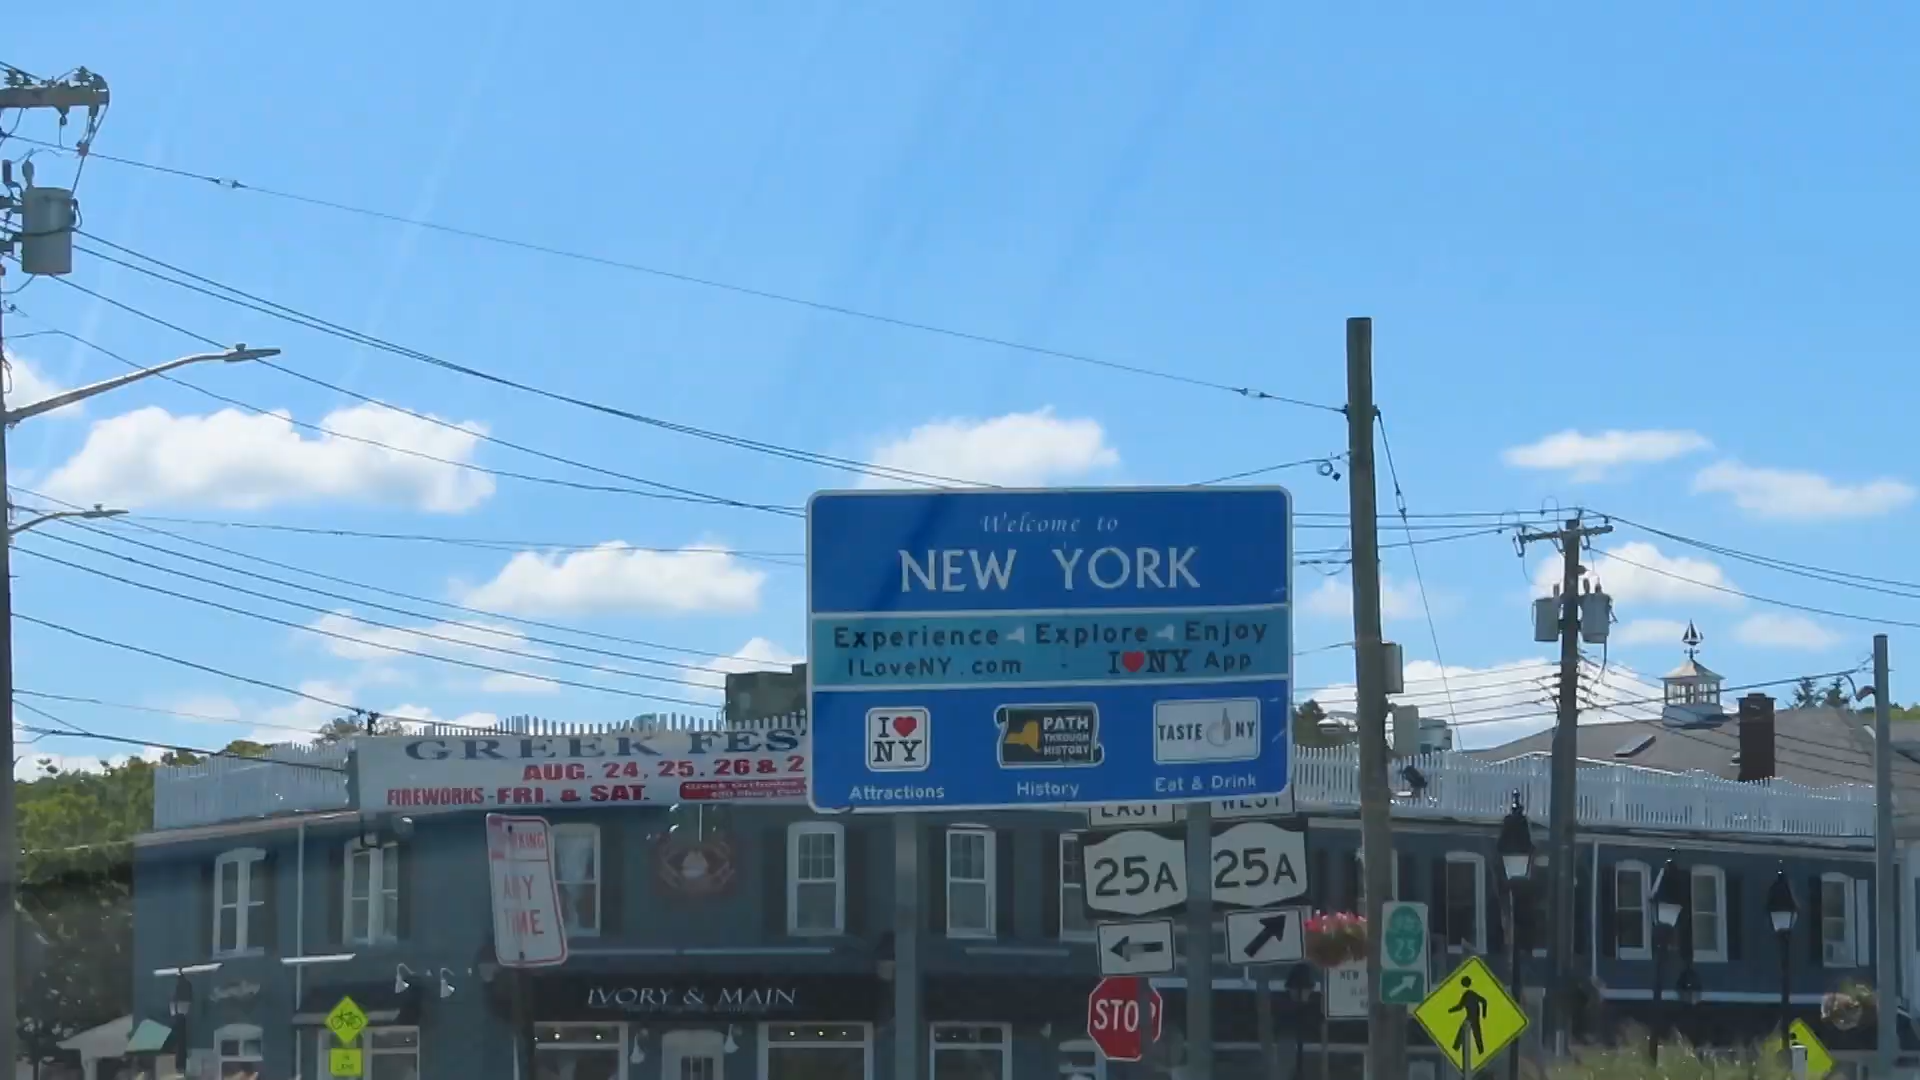 Welcome to
NEW YORK
Experience Explore Enjoy
ILoveNY.com - I❤NY App
I❤
NY
PATH
THROUGH
HISTORY
TASTE NY
Attractions
History
Eat & Drink
GREEK FES
AUG. 24, 25, 26 & 2
FIREWORKS - FRI. & SAT.
ANY
TIME
EAST
WEST
25A
25A
IVORY & MAIN
STOP
25